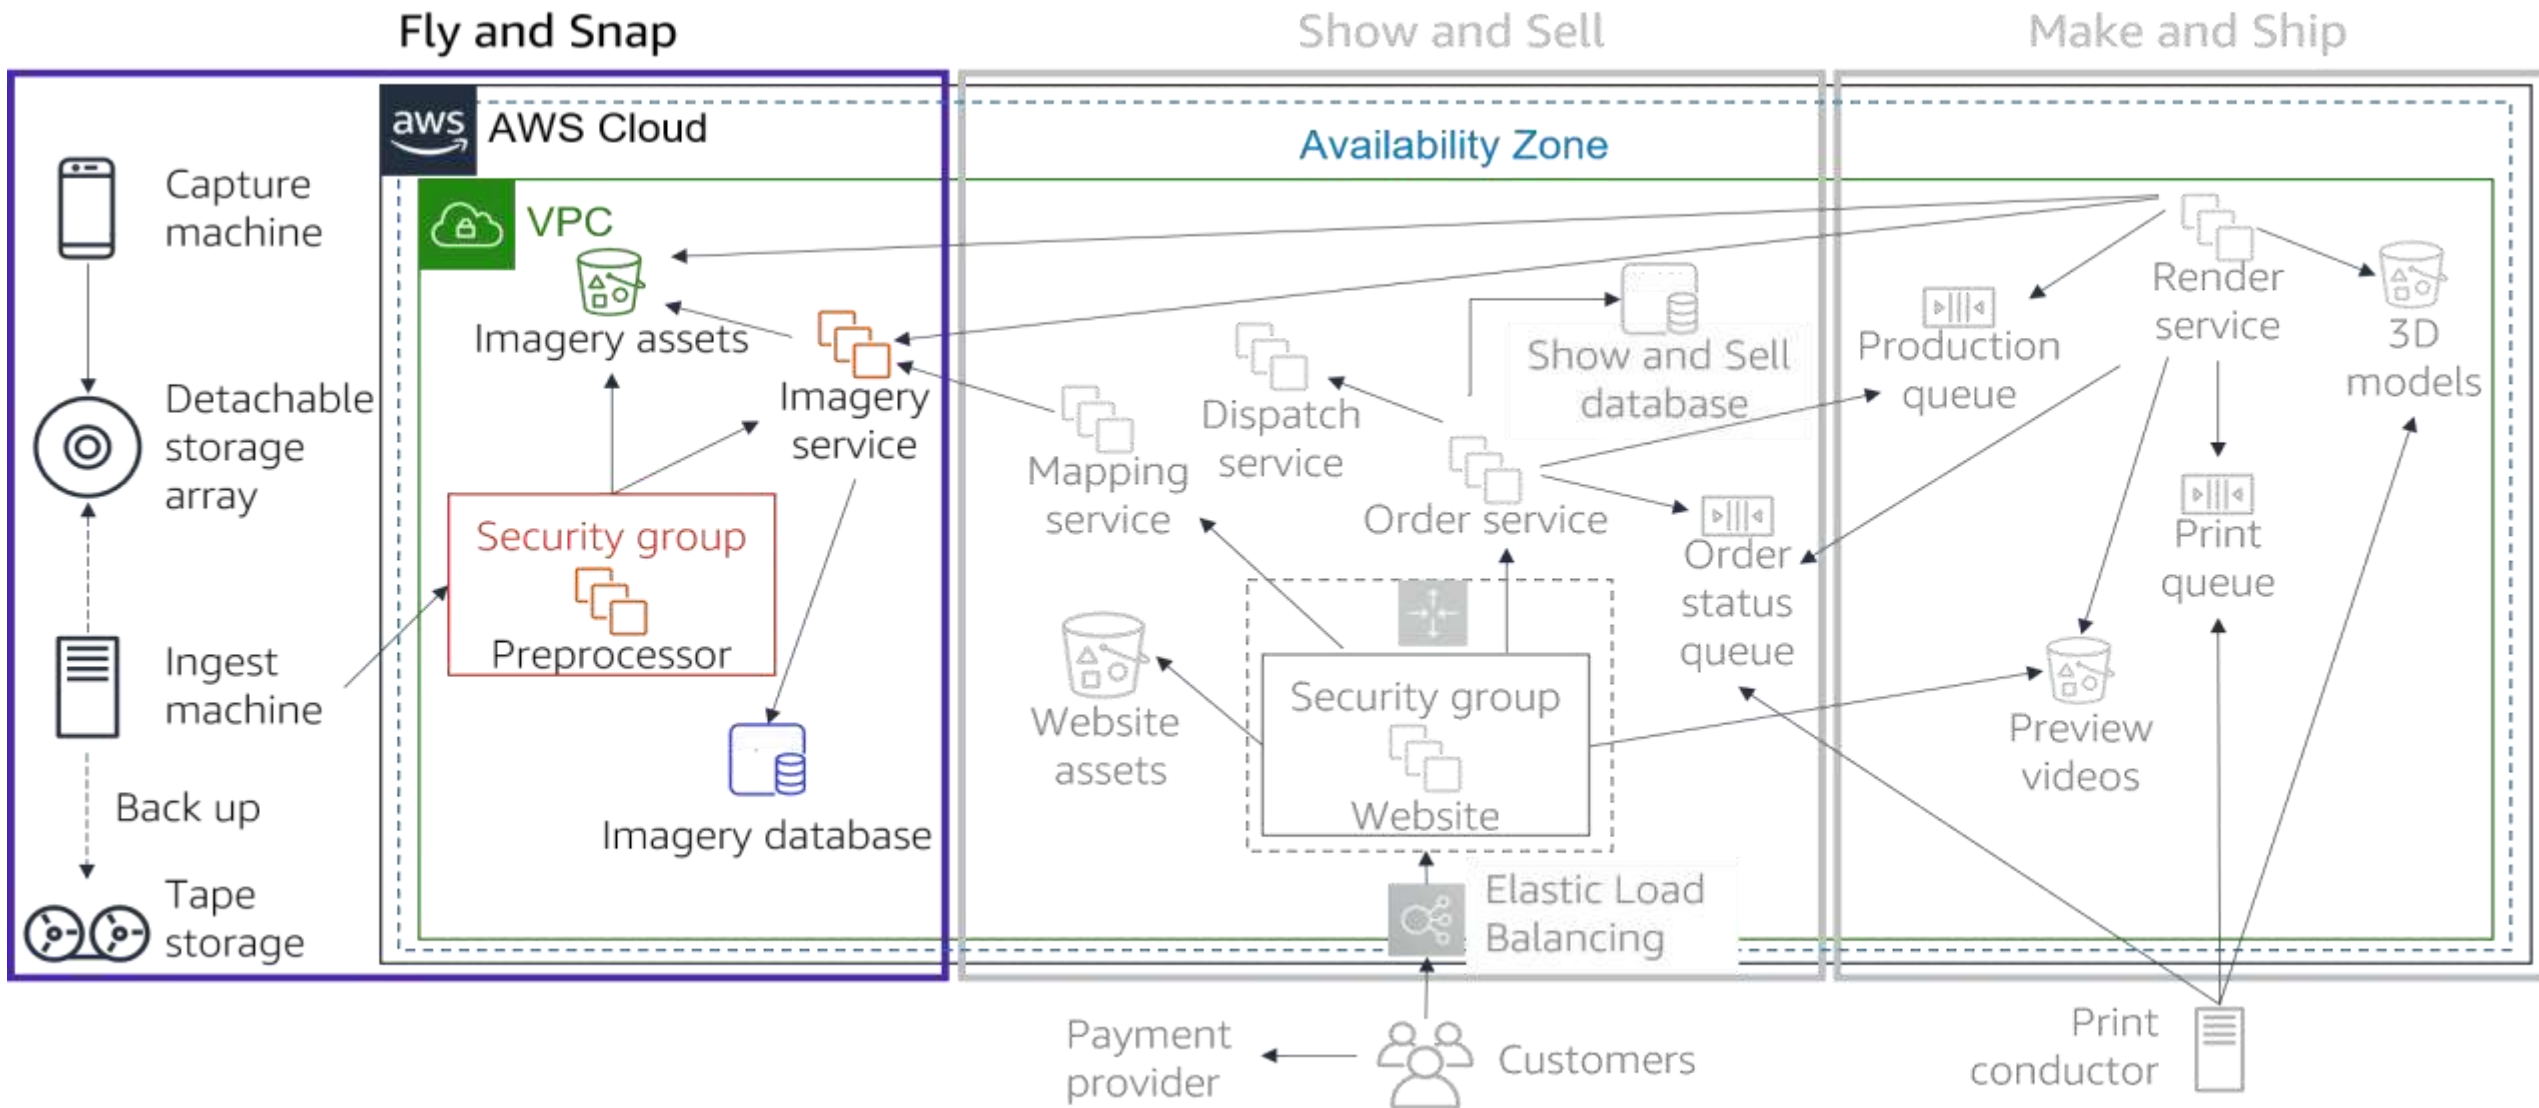 Fly and Snap
Show and Sell
Make and Ship
aws
AWS Cloud
Availability Zone
VPC
Capture
machine
Detachable
storage
array
Ingest
machine
Back up
Tape
storage
Imagery assets
Imagery
service
Security group
Preprocessor
Imagery database
Mapping
service
Dispatch
service
Show and Sell
database
Order service
Order
status
queue
Website
assets
Security group
Website
Elastic Load
Balancing
Production
queue
Render
service
3D
models
Print
queue
Preview
videos
Payment
provider
Customers
Print
conductor